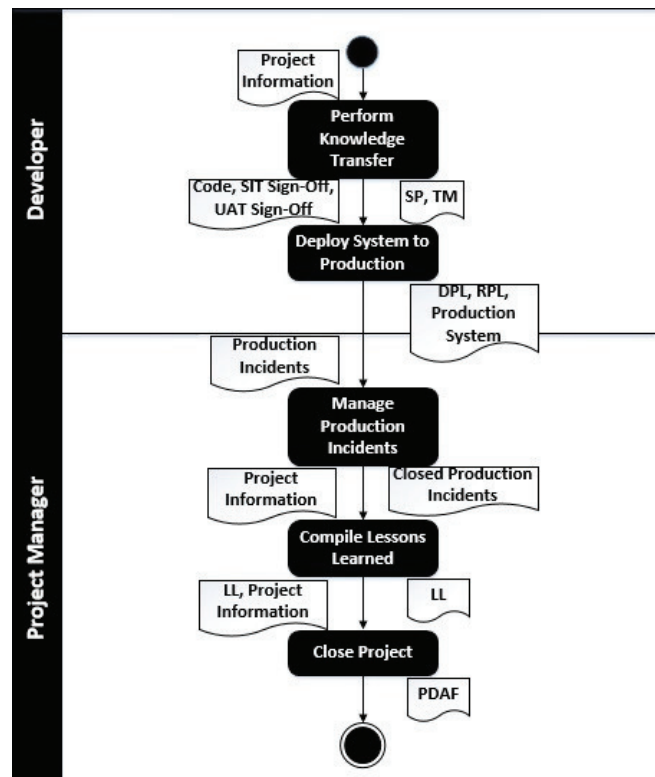 Developer
Project
Information
Perform
Knowledge
Transfer
Code, SIT Sign-Off,
UAT Sign-Off
SP, TM
Deploy System to
Production
DPL, RPL,
Production
System
Project Manager
Production
Incidents
Manage
Production
Incidents
Project
Information
Closed Production
Incidents
Compile Lessons
Learned
LL, Project
Information
LL
Close Project
PDAF